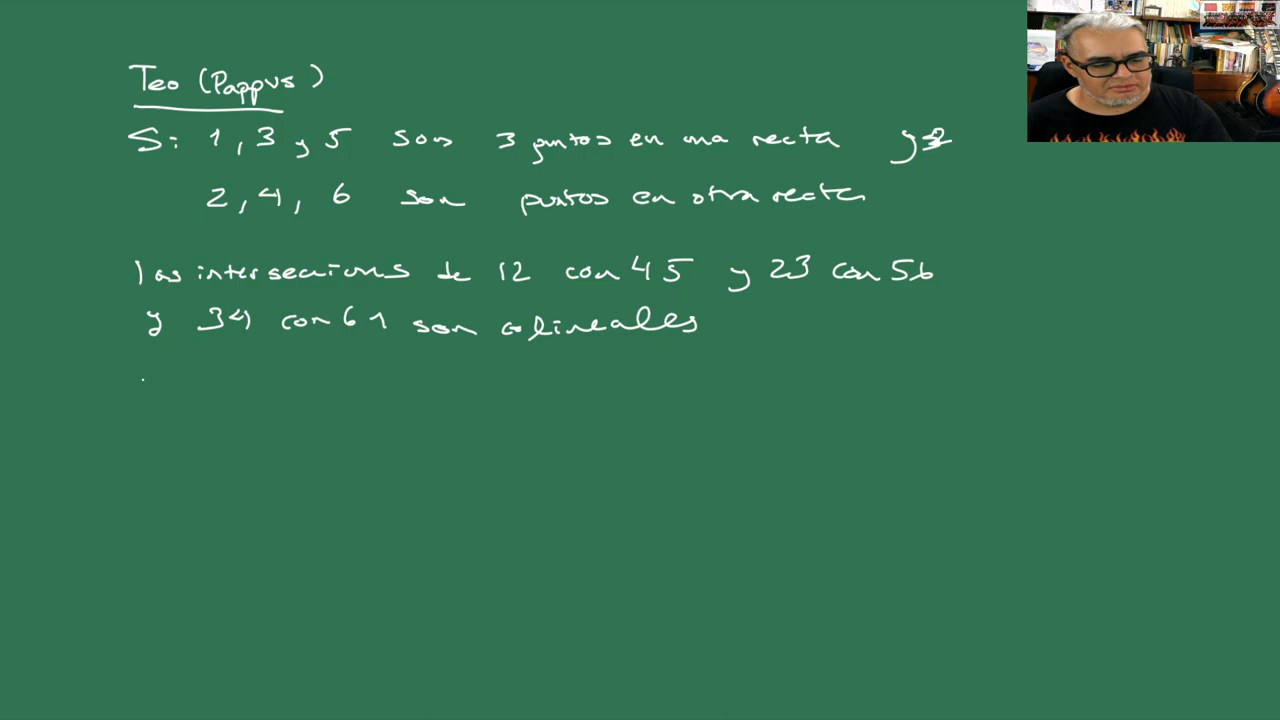 Teo (Pappus)
Si 1, 3 y 5 son 3 puntos en una recta y
2, 4, 6 son puntos en otra recta
las intersecciones de 12 con 45 y 23 con 56
y 34 con 61 son colineales